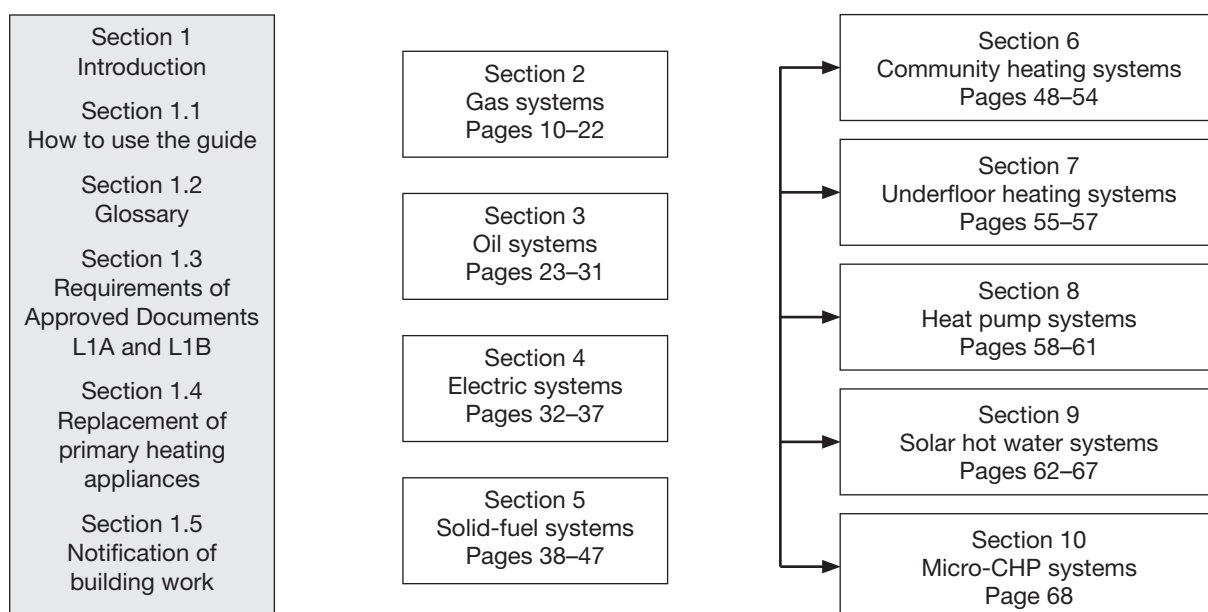 Section 1
Introduction
Section 1.1
How to use the guide
Section 1.2
Glossary
Section 1.3
Requirements of
Approved Documents
L1A and L1B
Section 1.4
Replacement of
primary heating
appliances
Section 1.5
Notification of
building work
Section 2
Gas systems
Pages 10–22
Section 3
Oil systems
Pages 23–31
Section 4
Electric systems
Pages 32–37
Section 5
Solid-fuel systems
Pages 38–47
Section 6
Community heating systems
Pages 48–54
Section 7
Underfloor heating systems
Pages 55–57
Section 8
Heat pump systems
Pages 58–61
Section 9
Solar hot water systems
Pages 62–67
Section 10
Micro-CHP systems
Page 68